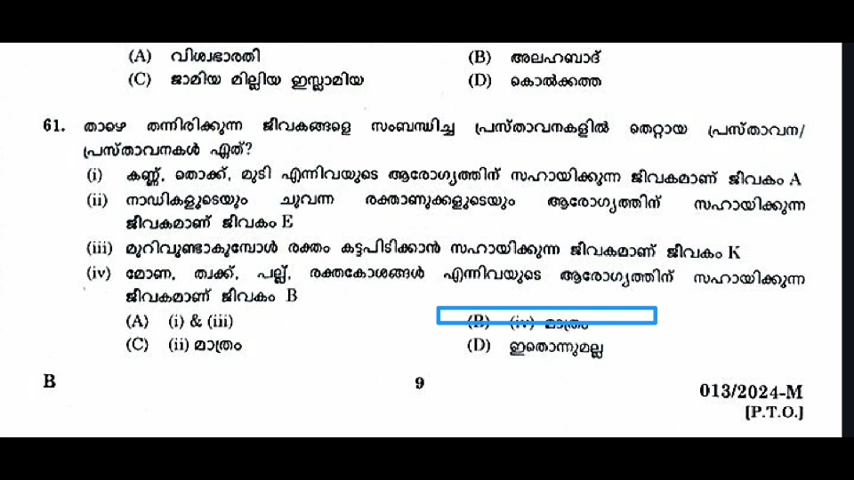 (A) വിശ്വഭാരതി (B) അലഹബാദ്
(C) ജാമിയ മില്ലിയ ഇസ്ലാമിയ (D) കൊൽക്കത്ത
61. താഴെ തന്നിരിക്കുന്ന ജീവകങ്ങളെ സംബന്ധിച്ച പ്രസ്താവനകളിൽ തെറ്റായ പ്രസ്താവന/
പ്രസ്താവനകൾ ഏത്?
(i) കണ്ണ്, തൊക്ക്, മുടി എന്നിവയുടെ ആരോഗ്യത്തിന് സഹായിക്കുന്ന ജീവകമാണ് ജീവകം A
(ii) നാഡികളുടെയും ചുവന്ന രക്താണുക്കളുടെയും ആരോഗ്യത്തിന് സഹായിക്കുന്ന
ജീവകമാണ് ജീവകം E
(iii) മുറിവുണ്ടാകുമ്പോൾ രക്തം കട്ടപിടിക്കാൻ സഹായിക്കുന്ന ജീവകമാണ് ജീവകം K
(iv) മോണ, ത്വക്ക്, പല്ല്, രക്തകോശങ്ങൾ എന്നിവയുടെ ആരോഗ്യത്തിന് സഹായിക്കുന്ന
ജീവകമാണ് ജീവകം B
(A) (i) & (iii) (B) (iv) മാത്രം
(C) (ii) മാത്രം (D) ഇതൊന്നുമല്ല
B 9 013/2024-M
[P.T.O.]